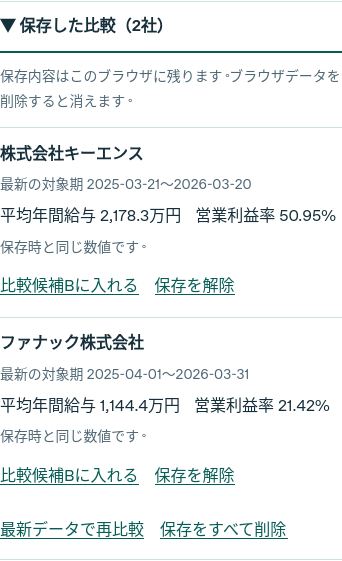 ▼ 保存した比較（2社）
保存内容はこのブラウザに残ります。ブラウザデータを
削除すると消えます。
株式会社キーエンス
最新の対象期 2025-03-21〜2026-03-20
平均年間給与 2,178.3万円 営業利益率 50.95%
保存時と同じ数値です。
比較候補Bに入れる 保存を解除
ファナック株式会社
最新の対象期 2025-04-01〜2026-03-31
平均年間給与 1,144.4万円 営業利益率 21.42%
保存時と同じ数値です。
比較候補Bに入れる 保存を解除
最新データで再比較 保存をすべて削除